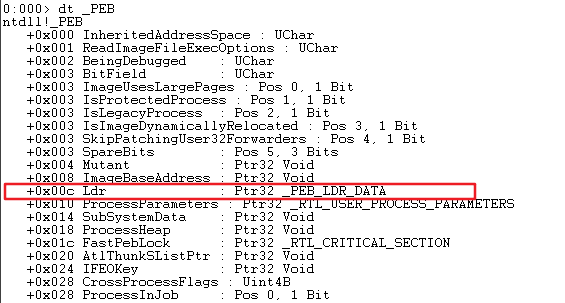 0:000> dt _PEB
ntdll!_PEB
   +0x000 InheritedAddressSpace : UChar
   +0x001 ReadImageFileExecOptions : UChar
   +0x002 BeingDebugged    : UChar
   +0x003 BitField         : UChar
   +0x003 ImageUsesLargePages : Pos 0, 1 Bit
   +0x003 IsProtectedProcess : Pos 1, 1 Bit
   +0x003 IsLegacyProcess  : Pos 2, 1 Bit
   +0x003 IsImageDynamicallyRelocated : Pos 3, 1 Bit
   +0x003 SkipPatchingUser32Forwarders : Pos 4, 1 Bit
   +0x003 SpareBits        : Pos 5, 3 Bits
   +0x004 Mutant           : Ptr32 Void
   +0x008 ImageBaseAddress : Ptr32 Void
   +0x00c Ldr              : Ptr32 _PEB_LDR_DATA
   +0x010 ProcessParameters : Ptr32 _RTL_USER_PROCESS_PARAMETERS
   +0x014 SubSystemData    : Ptr32 Void
   +0x018 ProcessHeap      : Ptr32 Void
   +0x01c FastPebLock      : Ptr32 _RTL_CRITICAL_SECTION
   +0x020 AtlThunkSListPtr : Ptr32 Void
   +0x024 IFEOKey          : Ptr32 Void
   +0x028 CrossProcessFlags : Uint4B
   +0x028 ProcessInJob     : Pos 0, 1 Bit